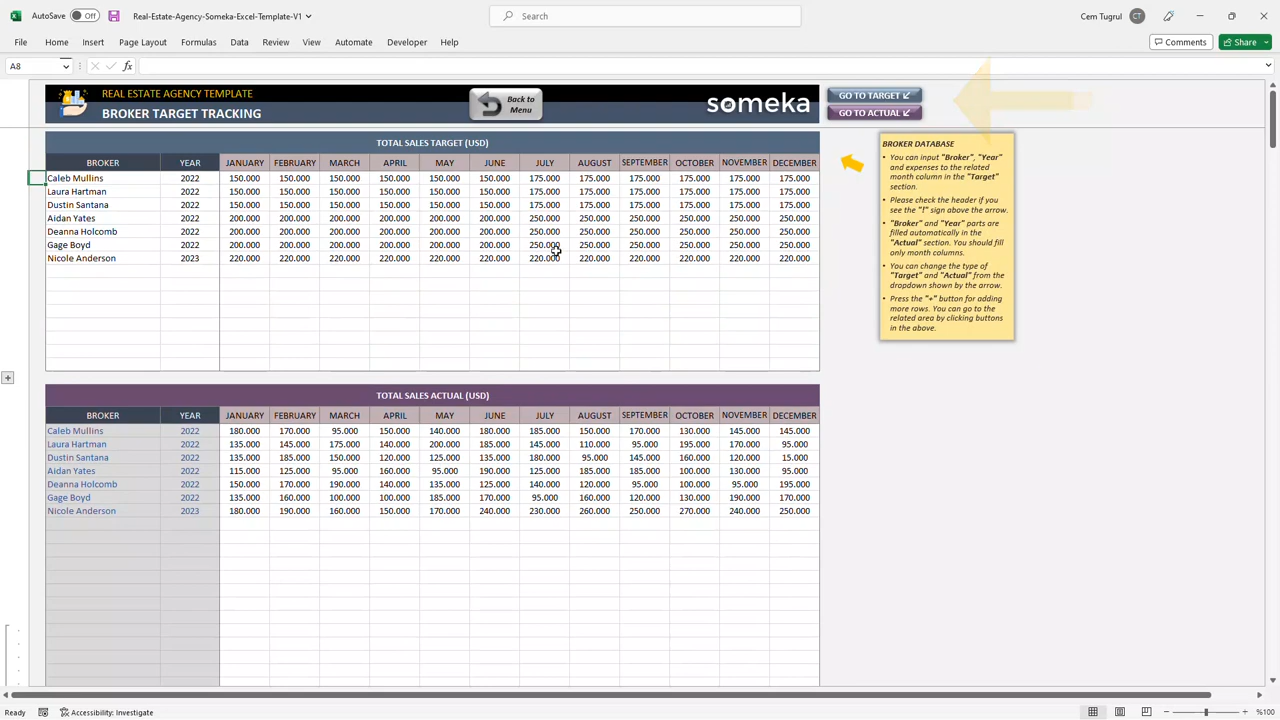 AutoSave Off Real-Estate-Agency-Someka-Excel-Template-V1 Search Cem Tugrul CT
File Home Insert Page Layout Formulas Data Review View Automate Developer Help Comments Share
A8 fx
REAL ESTATE AGENCY TEMPLATE
BROKER TARGET TRACKING
Back to
Menu
someka
GO TO TARGET
GO TO ACTUAL
TOTAL SALES TARGET (USD)
BROKER YEAR JANUARY FEBRUARY MARCH APRIL MAY JUNE JULY AUGUST SEPTEMBER OCTOBER NOVEMBER DECEMBER
Caleb Mullins 2022 150.000 150.000 150.000 150.000 150.000 150.000 175.000 175.000 175.000 175.000 175.000 175.000
Laura Hartman 2022 150.000 150.000 150.000 150.000 150.000 150.000 175.000 175.000 175.000 175.000 175.000 175.000
Dustin Santana 2022 150.000 150.000 150.000 150.000 150.000 150.000 175.000 175.000 175.000 175.000 175.000 175.000
Aidan Yates 2022 200.000 200.000 200.000 200.000 200.000 200.000 250.000 250.000 250.000 250.000 250.000 250.000
Deanna Holcomb 2022 200.000 200.000 200.000 200.000 200.000 200.000 250.000 250.000 250.000 250.000 250.000 250.000
Gage Boyd 2022 200.000 200.000 200.000 200.000 200.000 200.000 250.000 250.000 250.000 250.000 250.000 250.000
Nicole Anderson 2023 220.000 220.000 220.000 220.000 220.000 220.000 220.000 220.000 220.000 220.000 220.000 220.000
BROKER DATABASE
• You can input "Broker", "Year"
and expenses to the related
month column in the "Target"
section.
• Please check the header if you
see the "!" sign above the arrow.
• "Broker" and "Year" parts are
filled automatically in the
"Actual" section. You should fill
only month columns.
• You can change the type of
"Target" and "Actual" from the
dropdown shown by the arrow.
• Press the "+" button for adding
more rows. You can go to the
related area by clicking buttons
in the above.
TOTAL SALES ACTUAL (USD)
BROKER YEAR JANUARY FEBRUARY MARCH APRIL MAY JUNE JULY AUGUST SEPTEMBER OCTOBER NOVEMBER DECEMBER
Caleb Mullins 2022 180.000 170.000 95.000 150.000 140.000 180.000 185.000 150.000 170.000 130.000 145.000 145.000
Laura Hartman 2022 135.000 145.000 175.000 140.000 200.000 185.000 145.000 110.000 95.000 195.000 170.000 95.000
Dustin Santana 2022 135.000 185.000 150.000 120.000 125.000 135.000 180.000 95.000 145.000 160.000 120.000 15.000
Aidan Yates 2022 115.000 125.000 95.000 160.000 95.000 190.000 125.000 185.000 185.000 100.000 130.000 95.000
Deanna Holcomb 2022 150.000 170.000 190.000 140.000 135.000 125.000 140.000 120.000 95.000 100.000 95.000 195.000
Gage Boyd 2022 135.000 160.000 100.000 100.000 185.000 170.000 95.000 160.000 120.000 130.000 190.000 170.000
Nicole Anderson 2023 180.000 190.000 160.000 150.000 170.000 240.000 230.000 260.000 250.000 270.000 240.000 250.000
Ready Accessibility: Investigate %100